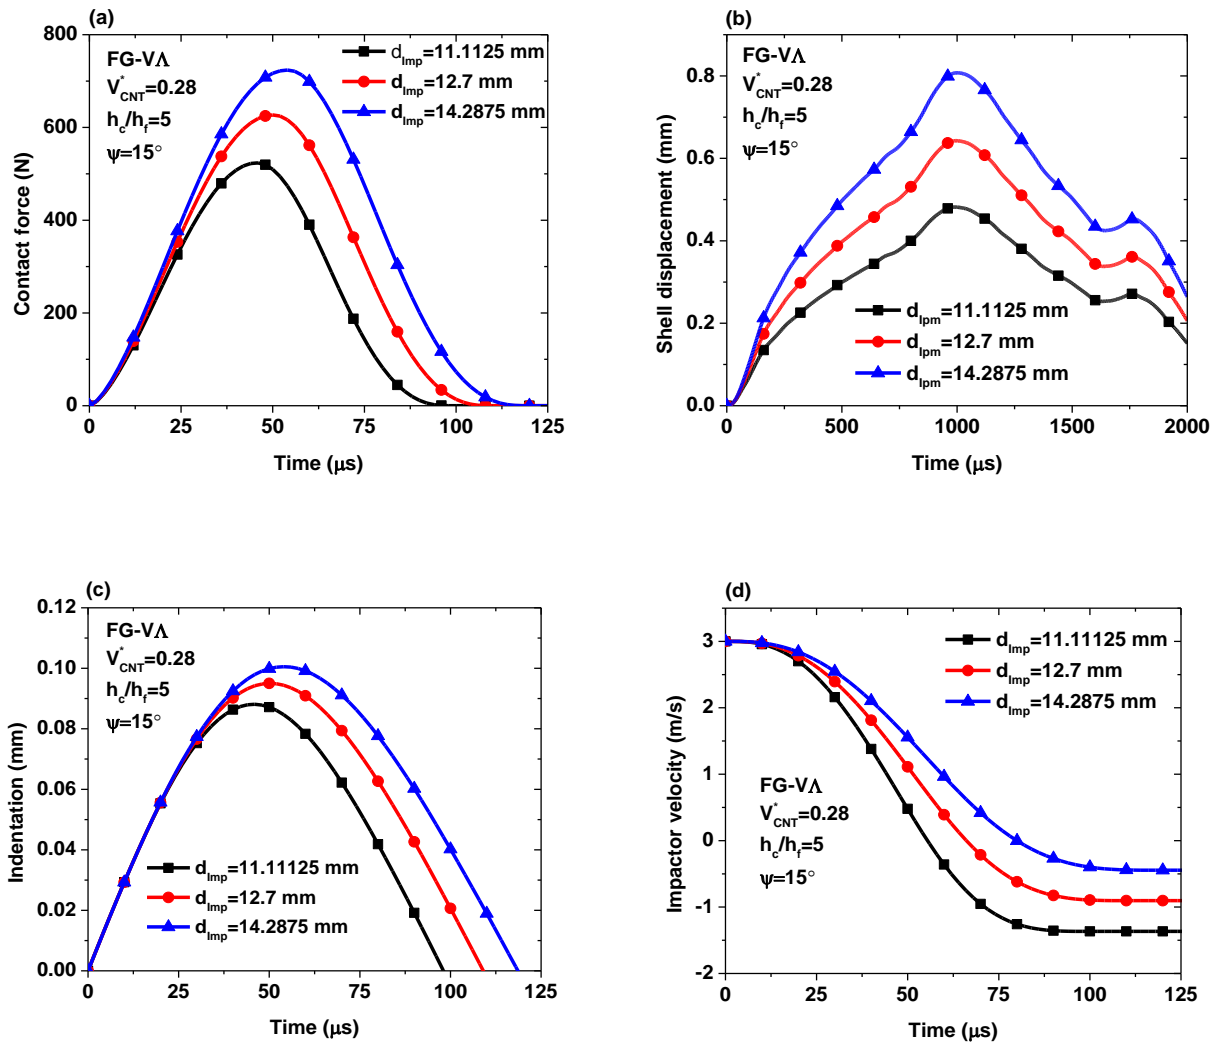 (a)
800
600
400
200
0
Contact force (N)
FG-VΛ
V*CNT=0.28
hc/hf=5
ψ=15°
dImp=11.1125 mm
dImp=12.7 mm
dImp=14.2875 mm
0 25 50 75 100 125
Time (μs)
(b)
0.8
0.6
0.4
0.2
0.0
Shell displacement (mm)
FG-VΛ
V*CNT=0.28
hc/hf=5
ψ=15°
dIpm=11.1125 mm
dIpm=12.7 mm
dIpm=14.2875 mm
0 500 1000 1500 2000
Time (μs)
(c)
0.12
0.10
0.08
0.06
0.04
0.02
0.00
Indentation (mm)
FG-VΛ
V*CNT=0.28
hc/hf=5
ψ=15°
dImp=11.11125 mm
dImp=12.7 mm
dImp=14.2875 mm
0 25 50 75 100 125
Time (μs)
(d)
3
2
1
0
-1
-2
Impactor velocity (m/s)
dImp=11.11125 mm
dImp=12.7 mm
dImp=14.2875 mm
FG-VΛ
V*CNT=0.28
hc/hf=5
ψ=15°
0 25 50 75 100 125
Time (μs)